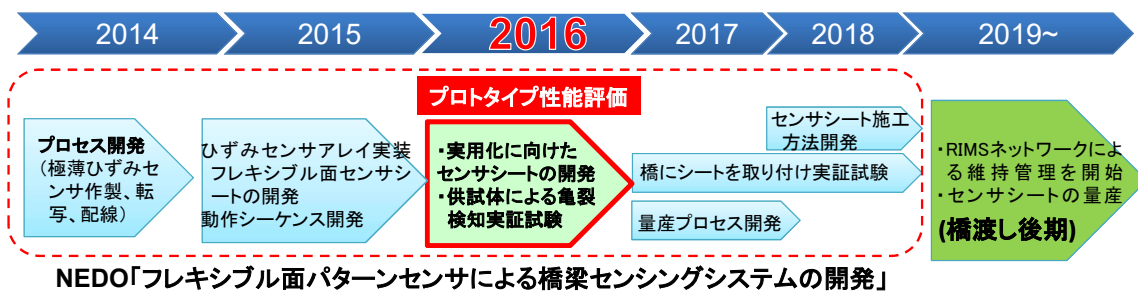 2014
2015
2016
2017
2018
2019~
プロトタイプ性能評価
プロセス開発
（極薄ひずみセ
ンサ作製、転
写、配線）
ひずみセンサアレイ実装
フレキシブル面センサシ
ートの開発
動作シーケンス開発
・実用化に向けた
センサシートの開発
・供試体による亀裂
検知実証試験
センサシート施工
方法開発
橋にシートを取り付け実証試験
量産プロセス開発
・RIMSネットワークによ
る維持管理を開始
・センサシートの量産
(橋渡し後期)
NEDO「フレキシブル面パターンセンサによる橋梁センシングシステムの開発」